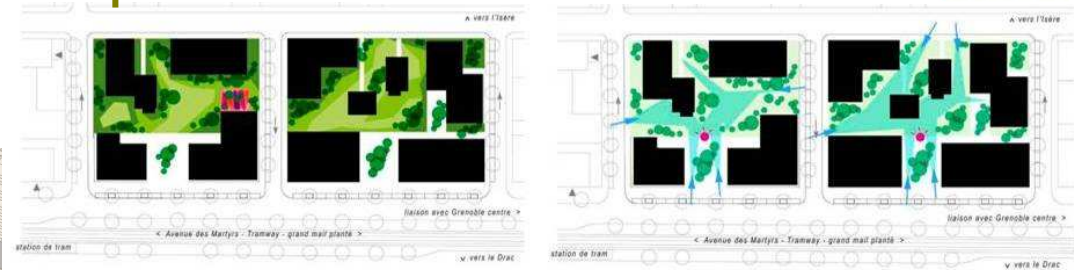 ʌ vers l'Isère
liaison avec Grenoble centre >
< Avenue des Martyrs - Tramway - grand mail planté >
station de tram
v vers le Drac
ʌ vers l'Isère
liaison avec Grenoble centre >
< Avenue des Martyrs - Tramway - grand mail planté >
station de tram
v vers le Drac